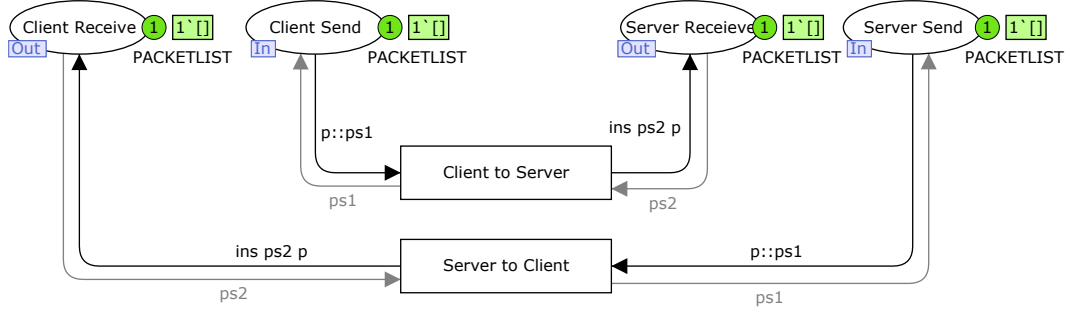 Client Receive 1 1`[]
Out
PACKETLIST
Client Send 1 1`[]
In
PACKETLIST
Server Receieve 1 1`[]
Out
PACKETLIST
Server Send 1 1`[]
In
PACKETLIST
p::ps1
ins ps2 p
Client to Server
ps1
ps2
ins ps2 p
p::ps1
Server to Client
ps2
ps1